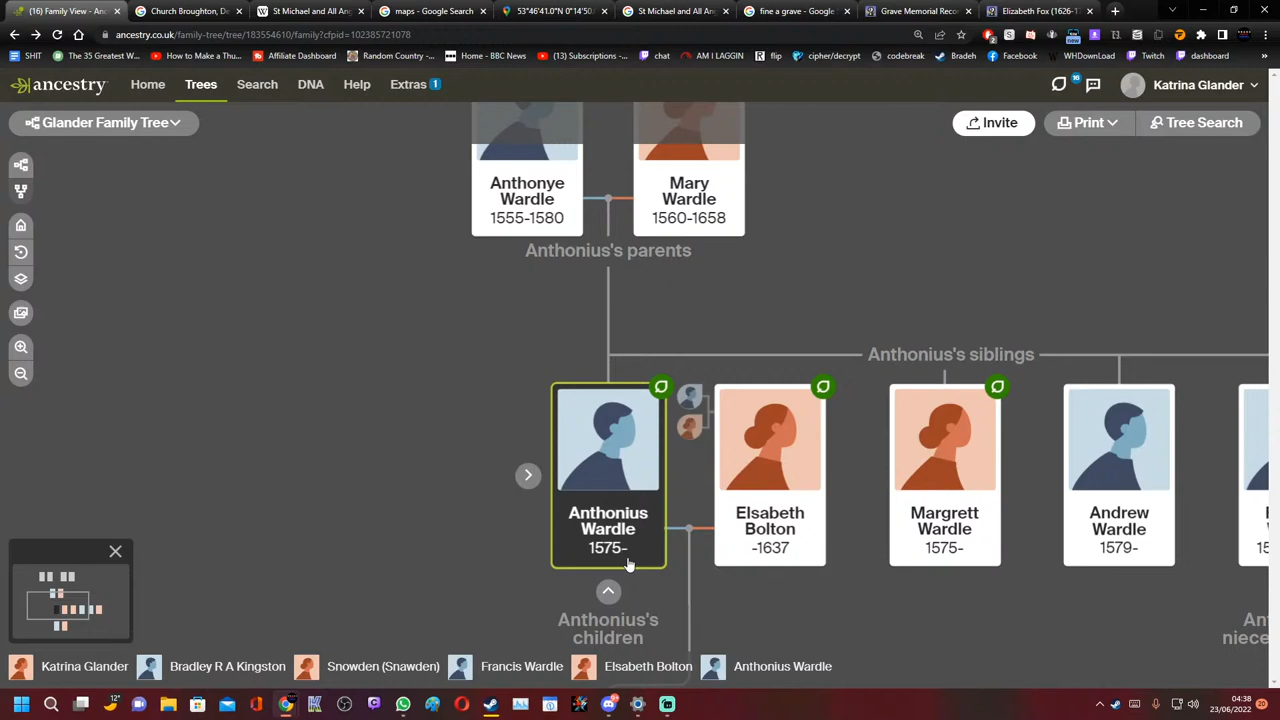 Family View - Anc
Church Broughton, De
St Michael and All Ang
maps - Google Search
53°46'41.0"N 0°14'50.
St Michael and All Ang
fine a grave - Google
Grave Memorial Reco
Elizabeth Fox (1626-1
ancestry.co.uk/family-tree/tree/183554610/family?cfpid=102385721078
SHIT
The 35 Greatest W...
How to Make a Thu...
Affiliate Dashboard
Kingdom Country -...
Home - BBC News
(13) Subscriptions -...
chat
AM I LAGGIN
flip
cipher/decrypt
codebreak
Bradeh
Facebook
WHDownLoad
Twitch
dashboard
ancestry
Home
Trees
Search
DNA
Help
Extras 1
16
Katrina Glander
Glander Family Tree
Invite
Print
Tree Search
Anthonye
Wardle
1555-1580
Mary
Wardle
1560-1658
Anthonius's parents
Anthonius's siblings
Anthonius
Wardle
1575-
Elsabeth
Bolton
-1637
Margrett
Wardle
1575-
Andrew
Wardle
1579-
Anthonius's
children
Katrina Glander
Bradley R A Kingston
Snowden (Snawden)
Francis Wardle
Elsabeth Bolton
Anthonius Wardle
12°
04:38
23/06/2022